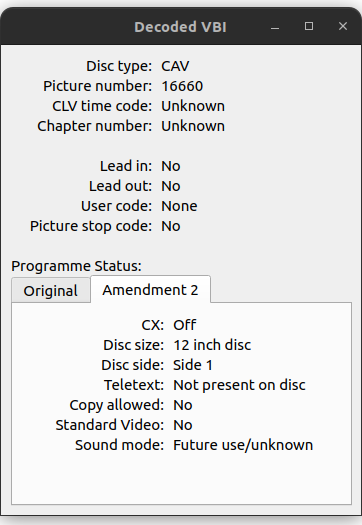 Decoded VBI
Disc type: CAV
Picture number: 16660
CLV time code: Unknown
Chapter number: Unknown
Lead in: No
Lead out: No
User code: None
Picture stop code: No
Programme Status:
Original Amendment 2
CX: Off
Disc size: 12 inch disc
Disc side: Side 1
Teletext: Not present on disc
Copy allowed: No
Standard Video: No
Sound mode: Future use/unknown